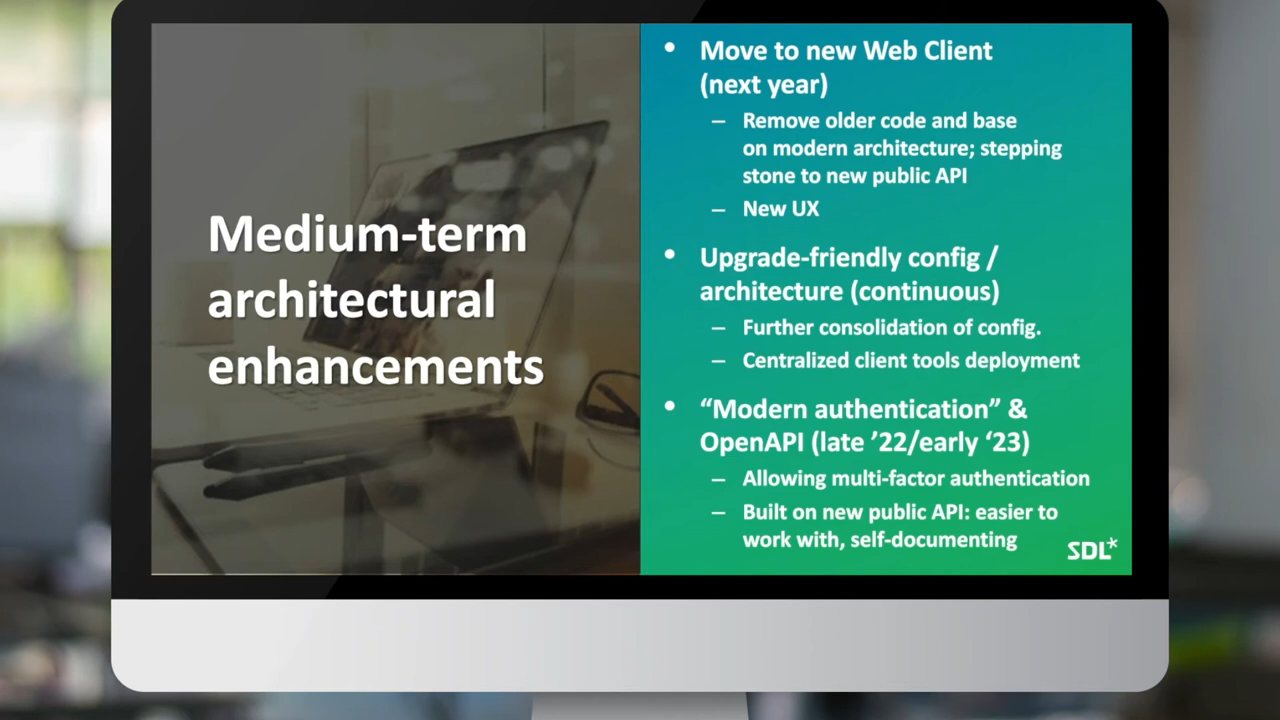 Medium-term
architectural
enhancements
• Move to new Web Client
(next year)
– Remove older code and base
on modern architecture; stepping
stone to new public API
– New UX
• Upgrade-friendly config /
architecture (continuous)
– Further consolidation of config.
– Centralized client tools deployment
• “Modern authentication” &
OpenAPI (late ’22/early ‘23)
– Allowing multi-factor authentication
– Built on new public API: easier to
work with, self-documenting
SDL*